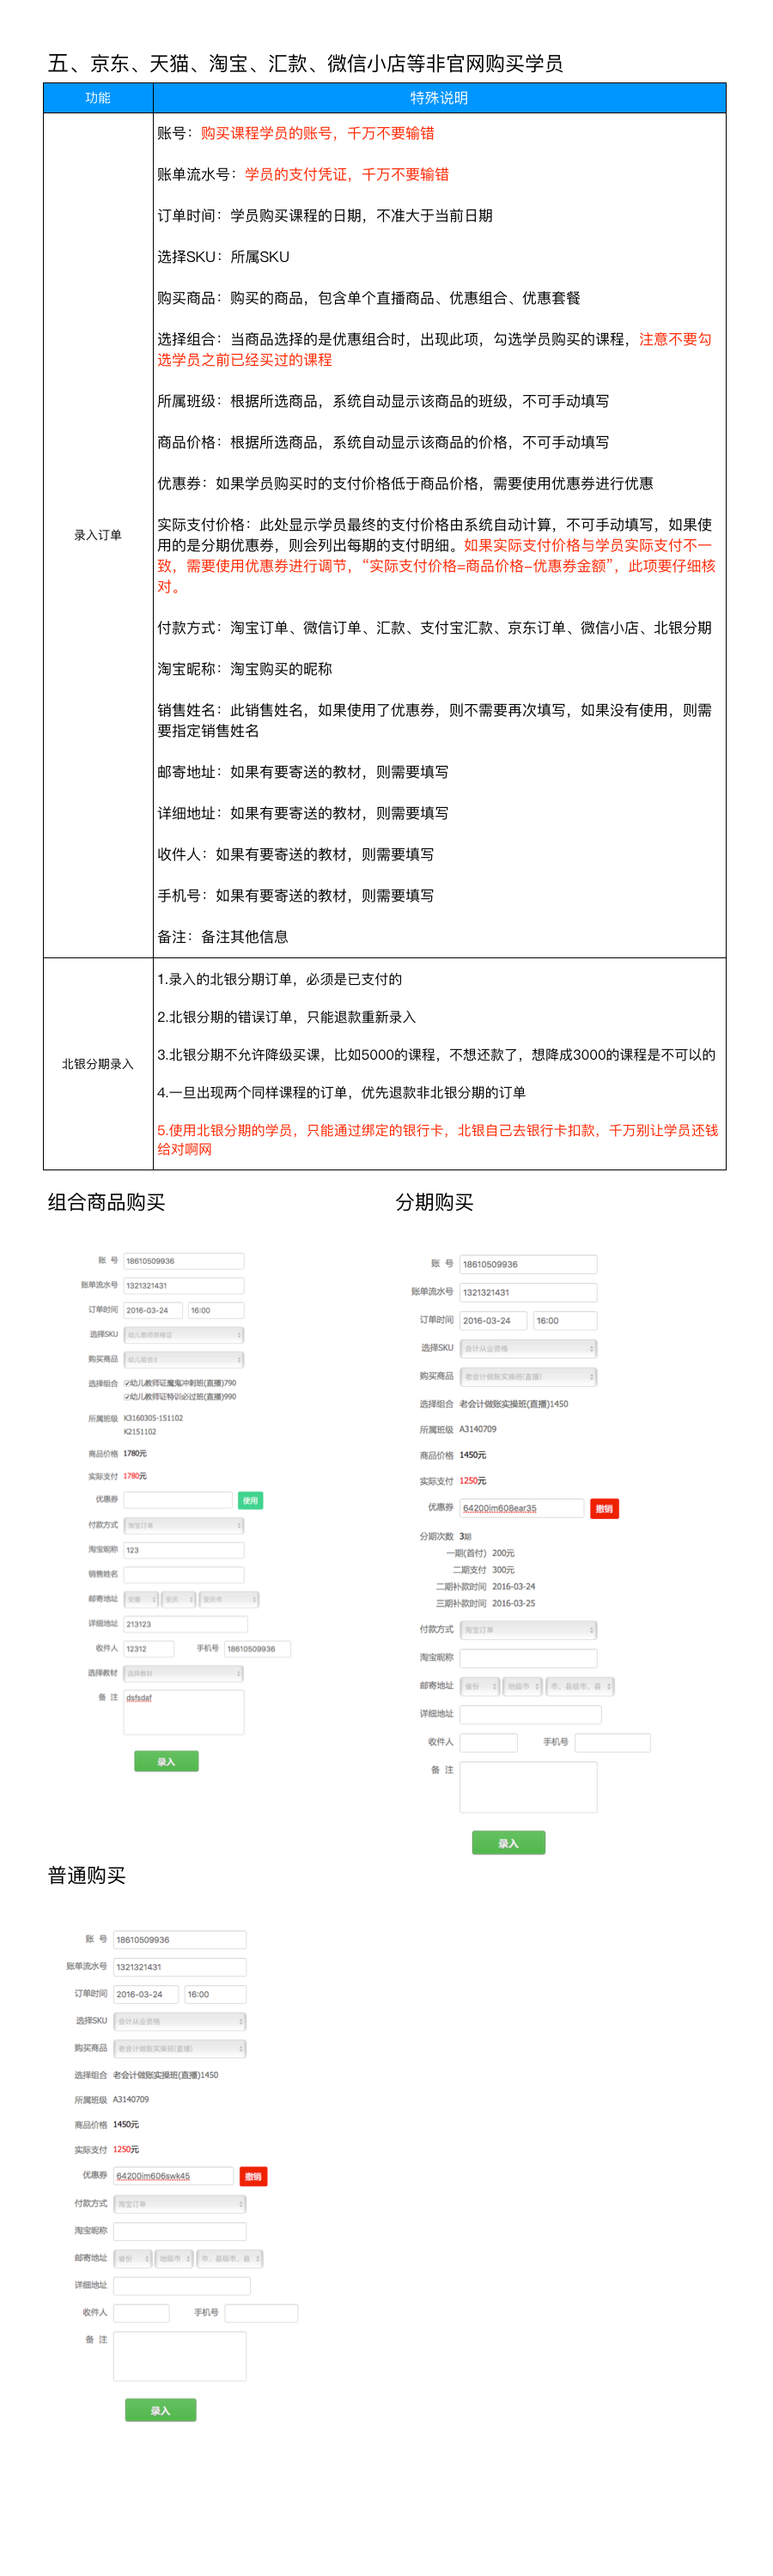 五、京东、天猫、淘宝、汇款、微信小店等非官网购买学员
功能 特殊说明
录入订单
账号：购买课程学员的账号，千万不要输错
账单流水号：学员的支付凭证，千万不要输错
订单时间：学员购买课程的日期，不准大于当前日期
选择SKU：所属SKU
购买商品：购买的商品，包含单个直播商品、优惠组合、优惠套餐
选择组合：当商品选择的是优惠组合时，出现此项，勾选学员购买的课程，注意不要勾
选学员之前已经买过的课程
所属班级：根据所选商品，系统自动显示该商品的班级，不可手动填写
商品价格：根据所选商品，系统自动显示该商品的价格，不可手动填写
优惠券：如果学员购买时的支付价格低于商品价格，需要使用优惠券进行优惠
实际支付价格：此处显示学员最终的支付价格由系统自动计算，不可手动填写，如果使
用的是分期优惠券，则会列出每期的支付明细。如果实际支付价格与学员实际支付不一
致，需要使用优惠券进行调节，“实际支付价格=商品价格-优惠券金额”，此项要仔细核
对。
付款方式：淘宝订单、微信订单、汇款、支付宝汇款、京东订单、微信小店、北银分期
淘宝昵称：淘宝购买的昵称
销售姓名：此销售姓名，如果使用了优惠券，则不需要再次填写，如果没有使用，则需
要指定销售姓名
邮寄地址：如果有要寄送的教材，则需要填写
详细地址：如果有要寄送的教材，则需要填写
收件人：如果有要寄送的教材，则需要填写
手机号：如果有要寄送的教材，则需要填写
备注：备注其他信息
北银分期录入
1.录入的北银分期订单，必须是已支付的
2.北银分期的错误订单，只能退款重新录入
3.北银分期不允许降级买课，比如5000的课程，不想还款了，想降成3000的课程是不可以的
4.一旦出现两个同样课程的订单，优先退款非北银分期的订单
5.使用北银分期的学员，只能通过绑定的银行卡，北银自己去银行卡扣款，千万别让学员还钱
给对啊网
组合商品购买
账 号 18610509936
账单流水号 1321321431
订单时间 2016-03-24 16:00
选择SKU 幼儿教师资格证
购买商品 幼儿组合3
选择组合 幼儿教师证魔鬼冲刺班(直播)790
幼儿教师证特训必过班(直播)990
所属班级 K3160305-151102
K2151102
商品价格 1780元
实际支付 1780元
优惠券 使用
付款方式 淘宝订单
淘宝昵称 123
销售姓名
邮寄地址 安徽 安庆 安庆市
详细地址 213123
收件人 12312 手机号 18610509936
选择教材 选择教材
备 注 dsfsdaf
录入
分期购买
账 号 18610509936
账单流水号 1321321431
订单时间 2016-03-24 16:00
选择SKU 会计从业资格
购买商品 老会计做账实操班(直播)
选择组合 老会计做账实操班(直播)1450
所属班级 A3140709
商品价格 1450元
实际支付 1250元
优惠券 64200im608ear35 撤销
分期次数 3期
一期(首付) 200元
二期支付 300元
二期补款时间 2016-03-24
三期补款时间 2016-03-25
付款方式 淘宝订单
淘宝昵称
邮寄地址 省份 地级市 市、县级市、县
详细地址
收件人 手机号
备 注
录入
普通购买
账 号 18610509936
账单流水号 1321321431
订单时间 2016-03-24 16:00
选择SKU 会计从业资格
购买商品 老会计做账实操班(直播)
选择组合 老会计做账实操班(直播)1450
所属班级 A3140709
商品价格 1450元
实际支付 1250元
优惠券 64200im606swk45 撤销
付款方式 淘宝订单
淘宝昵称
邮寄地址 省份 地级市 市、县级市、县
详细地址
收件人 手机号
备 注
录入